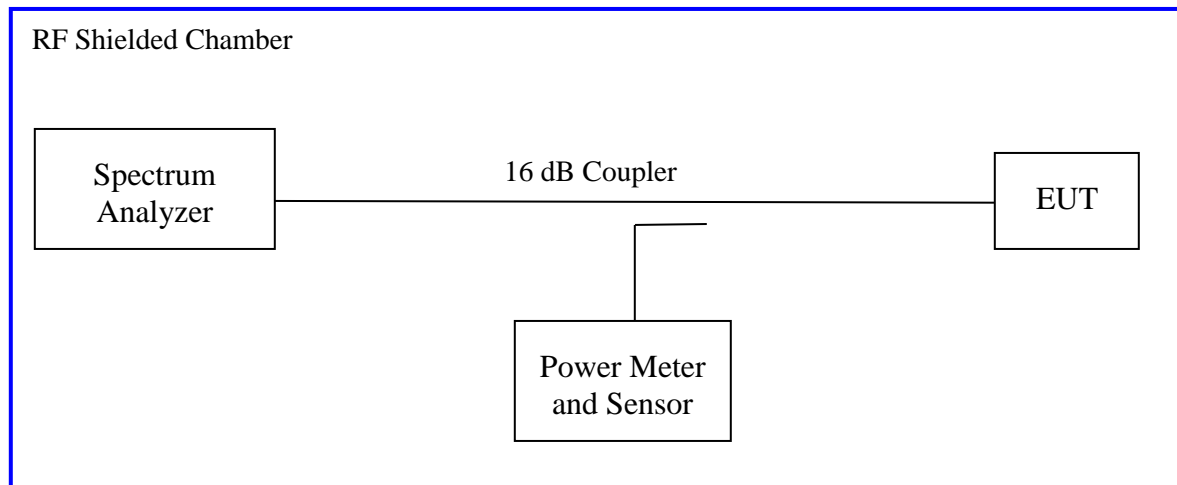 RF Shielded Chamber
Spectrum
Analyzer
16 dB Coupler
EUT
Power Meter
and Sensor